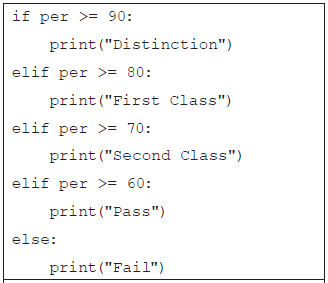 if per >= 90:
    print("Distinction")
elif per >= 80:
    print("First Class")
elif per >= 70:
    print("Second Class")
elif per >= 60:
    print("Pass")
else:
    print("Fail")